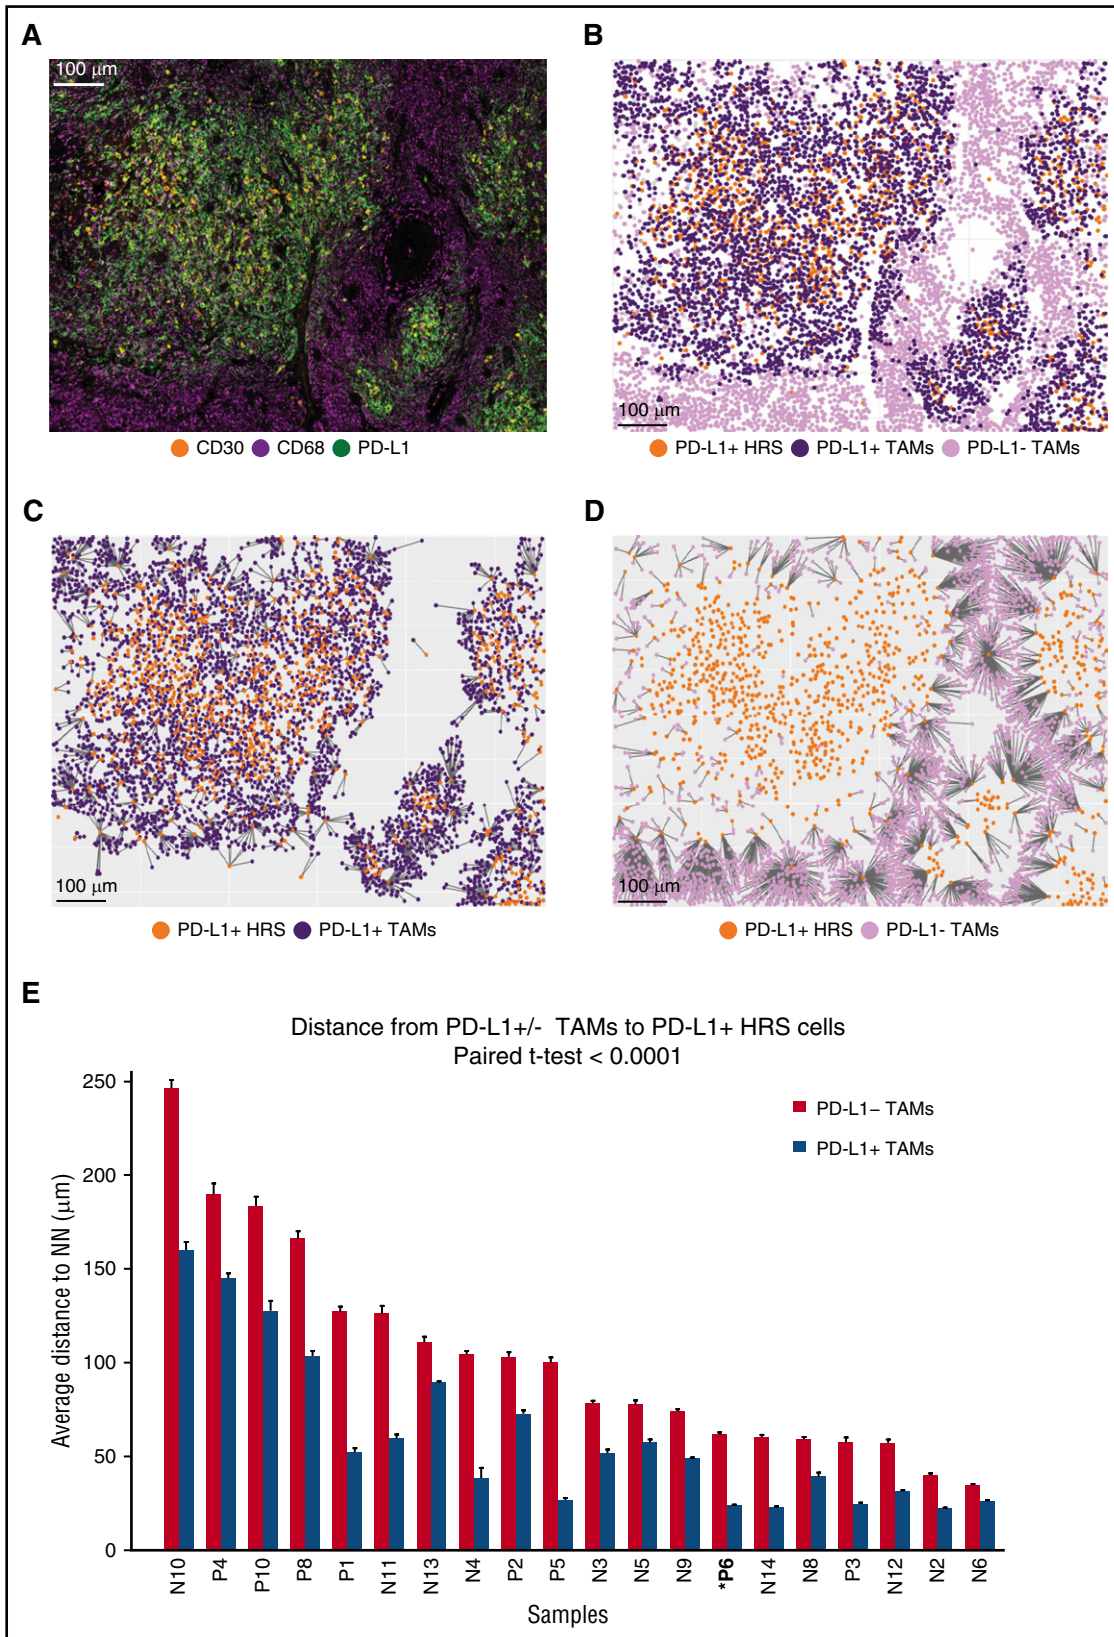 A
100 μm
CD30 CD68 PD-L1
B
100 μm
PD-L1+ HRS PD-L1+ TAMs PD-L1- TAMs
C
100 μm
PD-L1+ HRS PD-L1+ TAMs
D
100 μm
PD-L1+ HRS PD-L1- TAMs
E
Distance from PD-L1+/- TAMs to PD-L1+ HRS cells
Paired t-test < 0.0001
PD-L1– TAMs
PD-L1+ TAMs
Average distance to NN (μm)
250
200
150
100
50
0
N10 P4 P10 P8 P1 N11 N13 N4 P2 P5 N3 N5 N9 *P6 N14 N8 P3 N12 N2 N6
Samples